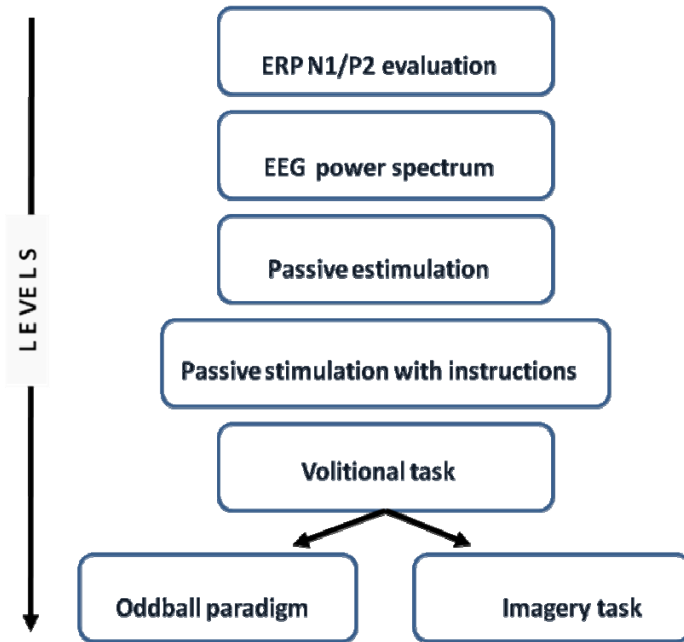 ERP N1/P2 evaluation
EEG power spectrum
Passive estimulation
LEVELS
Passive stimulation with instructions
Volitional task
Oddball paradigm
Imagery task